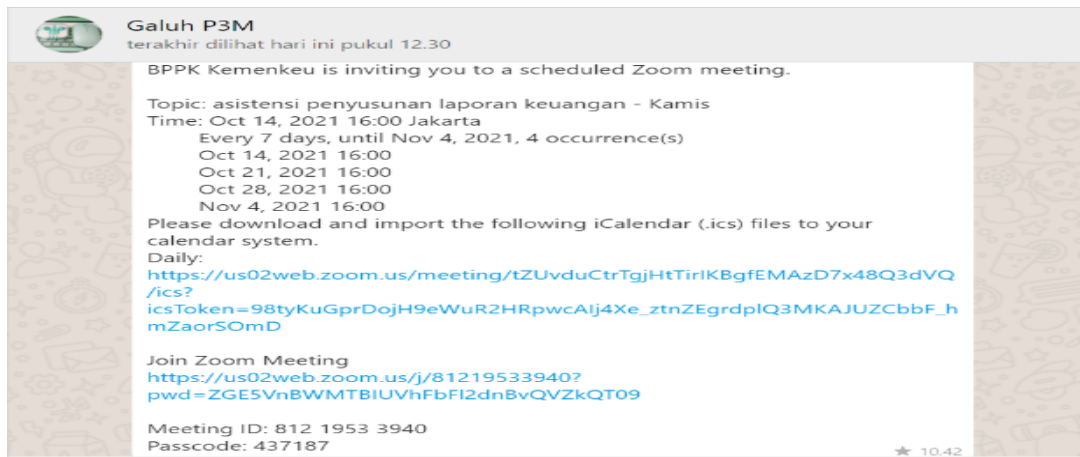 Galuh P3M
terakhir dilihat hari ini pukul 12.30
BPPK Kemenkeu is inviting you to a scheduled Zoom meeting.
Topic: asistensi penyusunan laporan keuangan - Kamis
Time: Oct 14, 2021 16:00 Jakarta
Every 7 days, until Nov 4, 2021, 4 occurrence(s)
Oct 14, 2021 16:00
Oct 21, 2021 16:00
Oct 28, 2021 16:00
Nov 4, 2021 16:00
Please download and import the following iCalendar (.ics) files to your
calendar system.
Daily:
https://us02web.zoom.us/meeting/tZUvduCtrTgjHtTirIKBgfEMAzD7x48Q3dVQ
/ics?
icsToken=98tyKuGprDojH9eWuR2HRpwcAIj4Xe_ztnZEgrdplQ3MKAJUZCbbF_h
mZaorSOmD
Join Zoom Meeting
https://us02web.zoom.us/j/81219533940?
pwd=ZGE5VnBWMTBIUVhFbFI2dnBvQVZkQT09
Meeting ID: 812 1953 3940
Passcode: 437187
★ 10.42